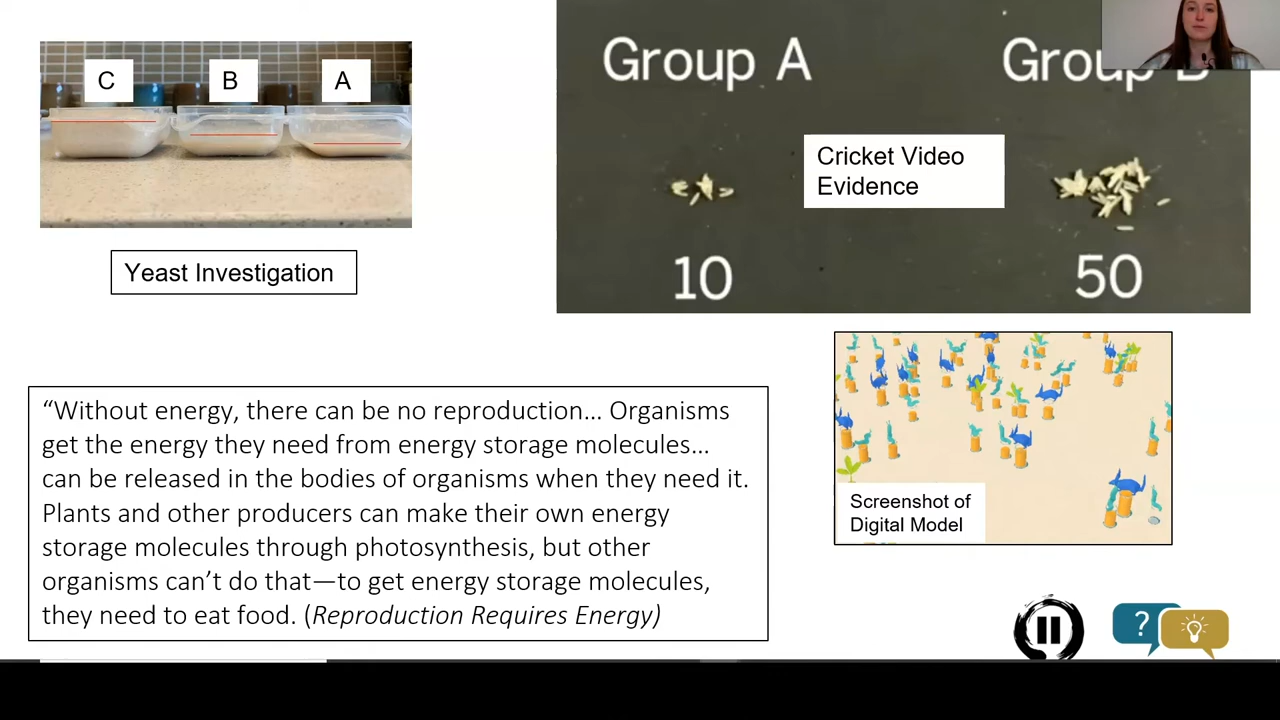 C
B
A
Yeast Investigation
Group A
Cricket Video
Evidence
10
50
“Without energy, there can be no reproduction… Organisms
get the energy they need from energy storage molecules…
can be released in the bodies of organisms when they need it.
Plants and other producers can make their own energy
storage molecules through photosynthesis, but other
organisms can’t do that—to get energy storage molecules,
they need to eat food. (Reproduction Requires Energy)
Screenshot of
Digital Model
?